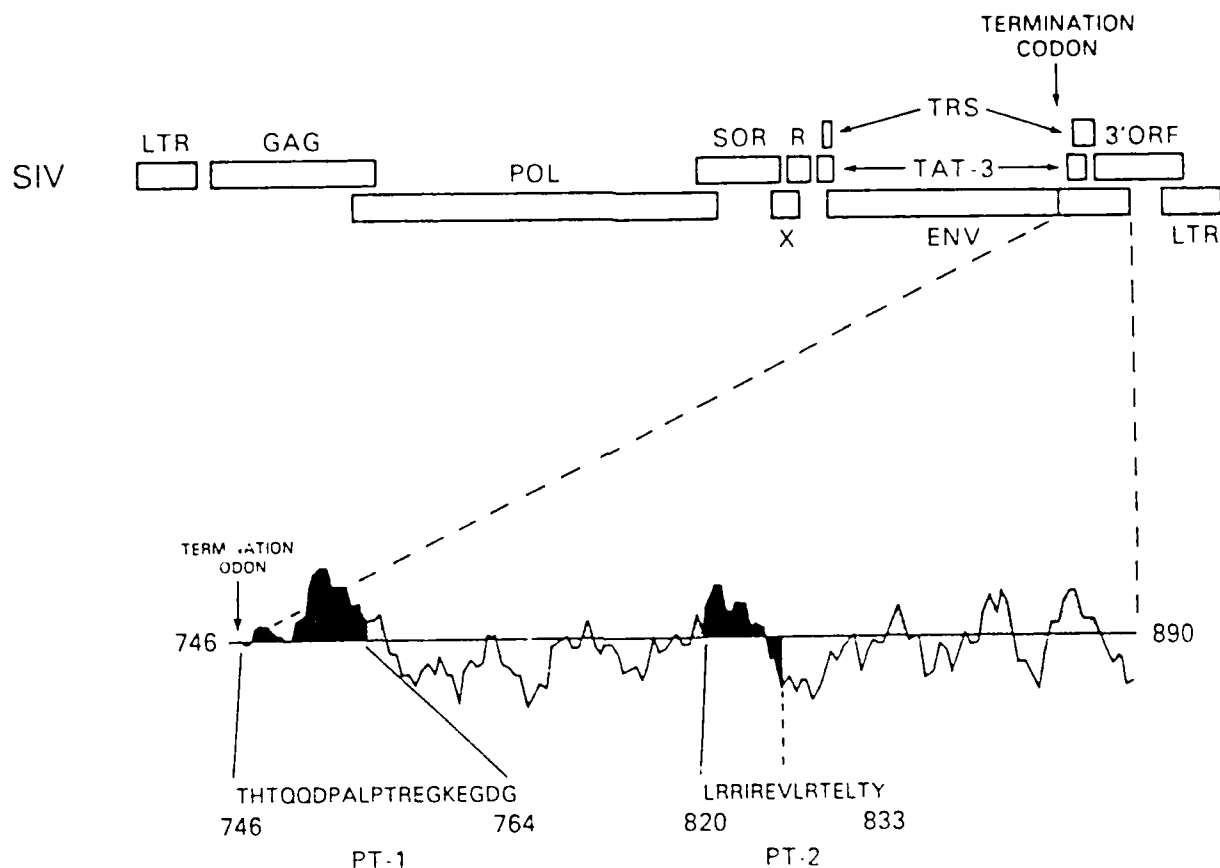 TERMINATION
CODON
TRS
LTR GAG SOR R 3'ORF
SIV POL TAT-3
X ENV LTR
ODON
746 890
THTQQDPALPTREGKEGDG LRRIREVLRTELTY
746 764 820 833
PT-1 PT-2